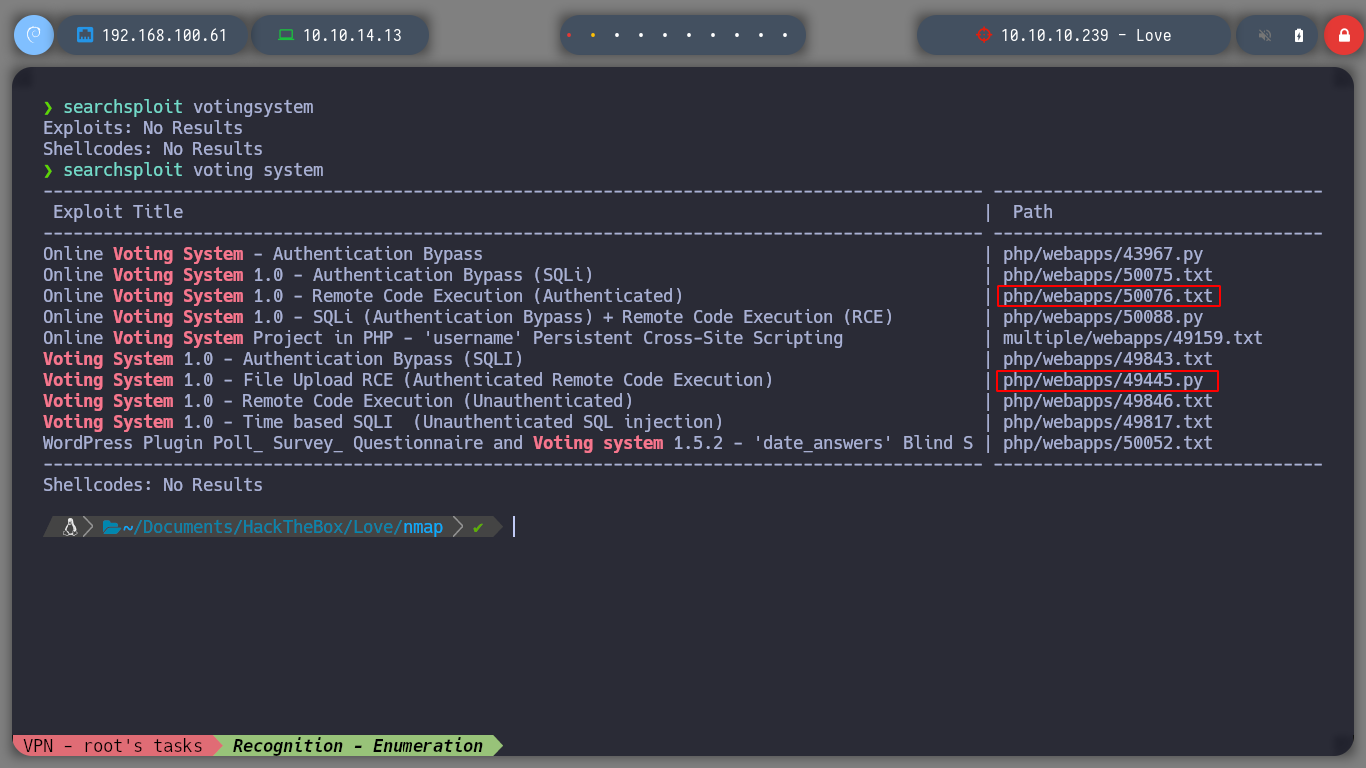 192.168.100.61 10.10.14.13 10.10.10.239 - Love
❯ searchsploit votingsystem
Exploits: No Results
Shellcodes: No Results
❯ searchsploit voting system
---------------------------------------------------------------------------------------------- ---------------------------------
Exploit Title | Path
---------------------------------------------------------------------------------------------- ---------------------------------
Online Voting System - Authentication Bypass | php/webapps/43967.py
Online Voting System 1.0 - Authentication Bypass (SQLi) | php/webapps/50075.txt
Online Voting System 1.0 - Remote Code Execution (Authenticated) | php/webapps/50076.txt
Online Voting System 1.0 - SQLi (Authentication Bypass) + Remote Code Execution (RCE) | php/webapps/50088.py
Online Voting System Project in PHP - 'username' Persistent Cross-Site Scripting | multiple/webapps/49159.txt
Voting System 1.0 - Authentication Bypass (SQLI) | php/webapps/49843.txt
Voting System 1.0 - File Upload RCE (Authenticated Remote Code Execution) | php/webapps/49445.py
Voting System 1.0 - Remote Code Execution (Unauthenticated) | php/webapps/49846.txt
Voting System 1.0 - Time based SQLI  (Unauthenticated SQL injection) | php/webapps/49817.txt
WordPress Plugin Poll_ Survey_ Questionnaire and Voting system 1.5.2 - 'date_answers' Blind S | php/webapps/50052.txt
---------------------------------------------------------------------------------------------- ---------------------------------
Shellcodes: No Results
~/Documents/HackTheBox/Love/nmap ✔
VPN - root's tasks Recognition - Enumeration